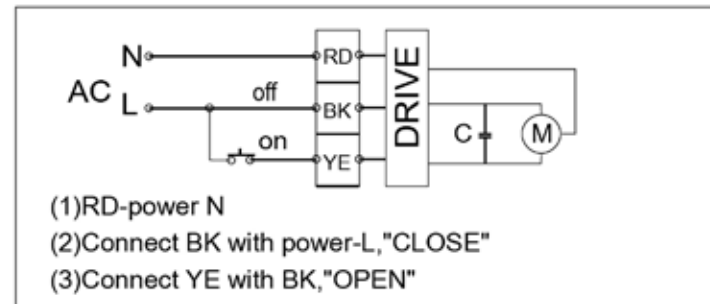 N RD
AC L off BK DRIVE C M
on YE
(1)RD-power N
(2)Connect BK with power-L,"CLOSE"
(3)Connect YE with BK,"OPEN"